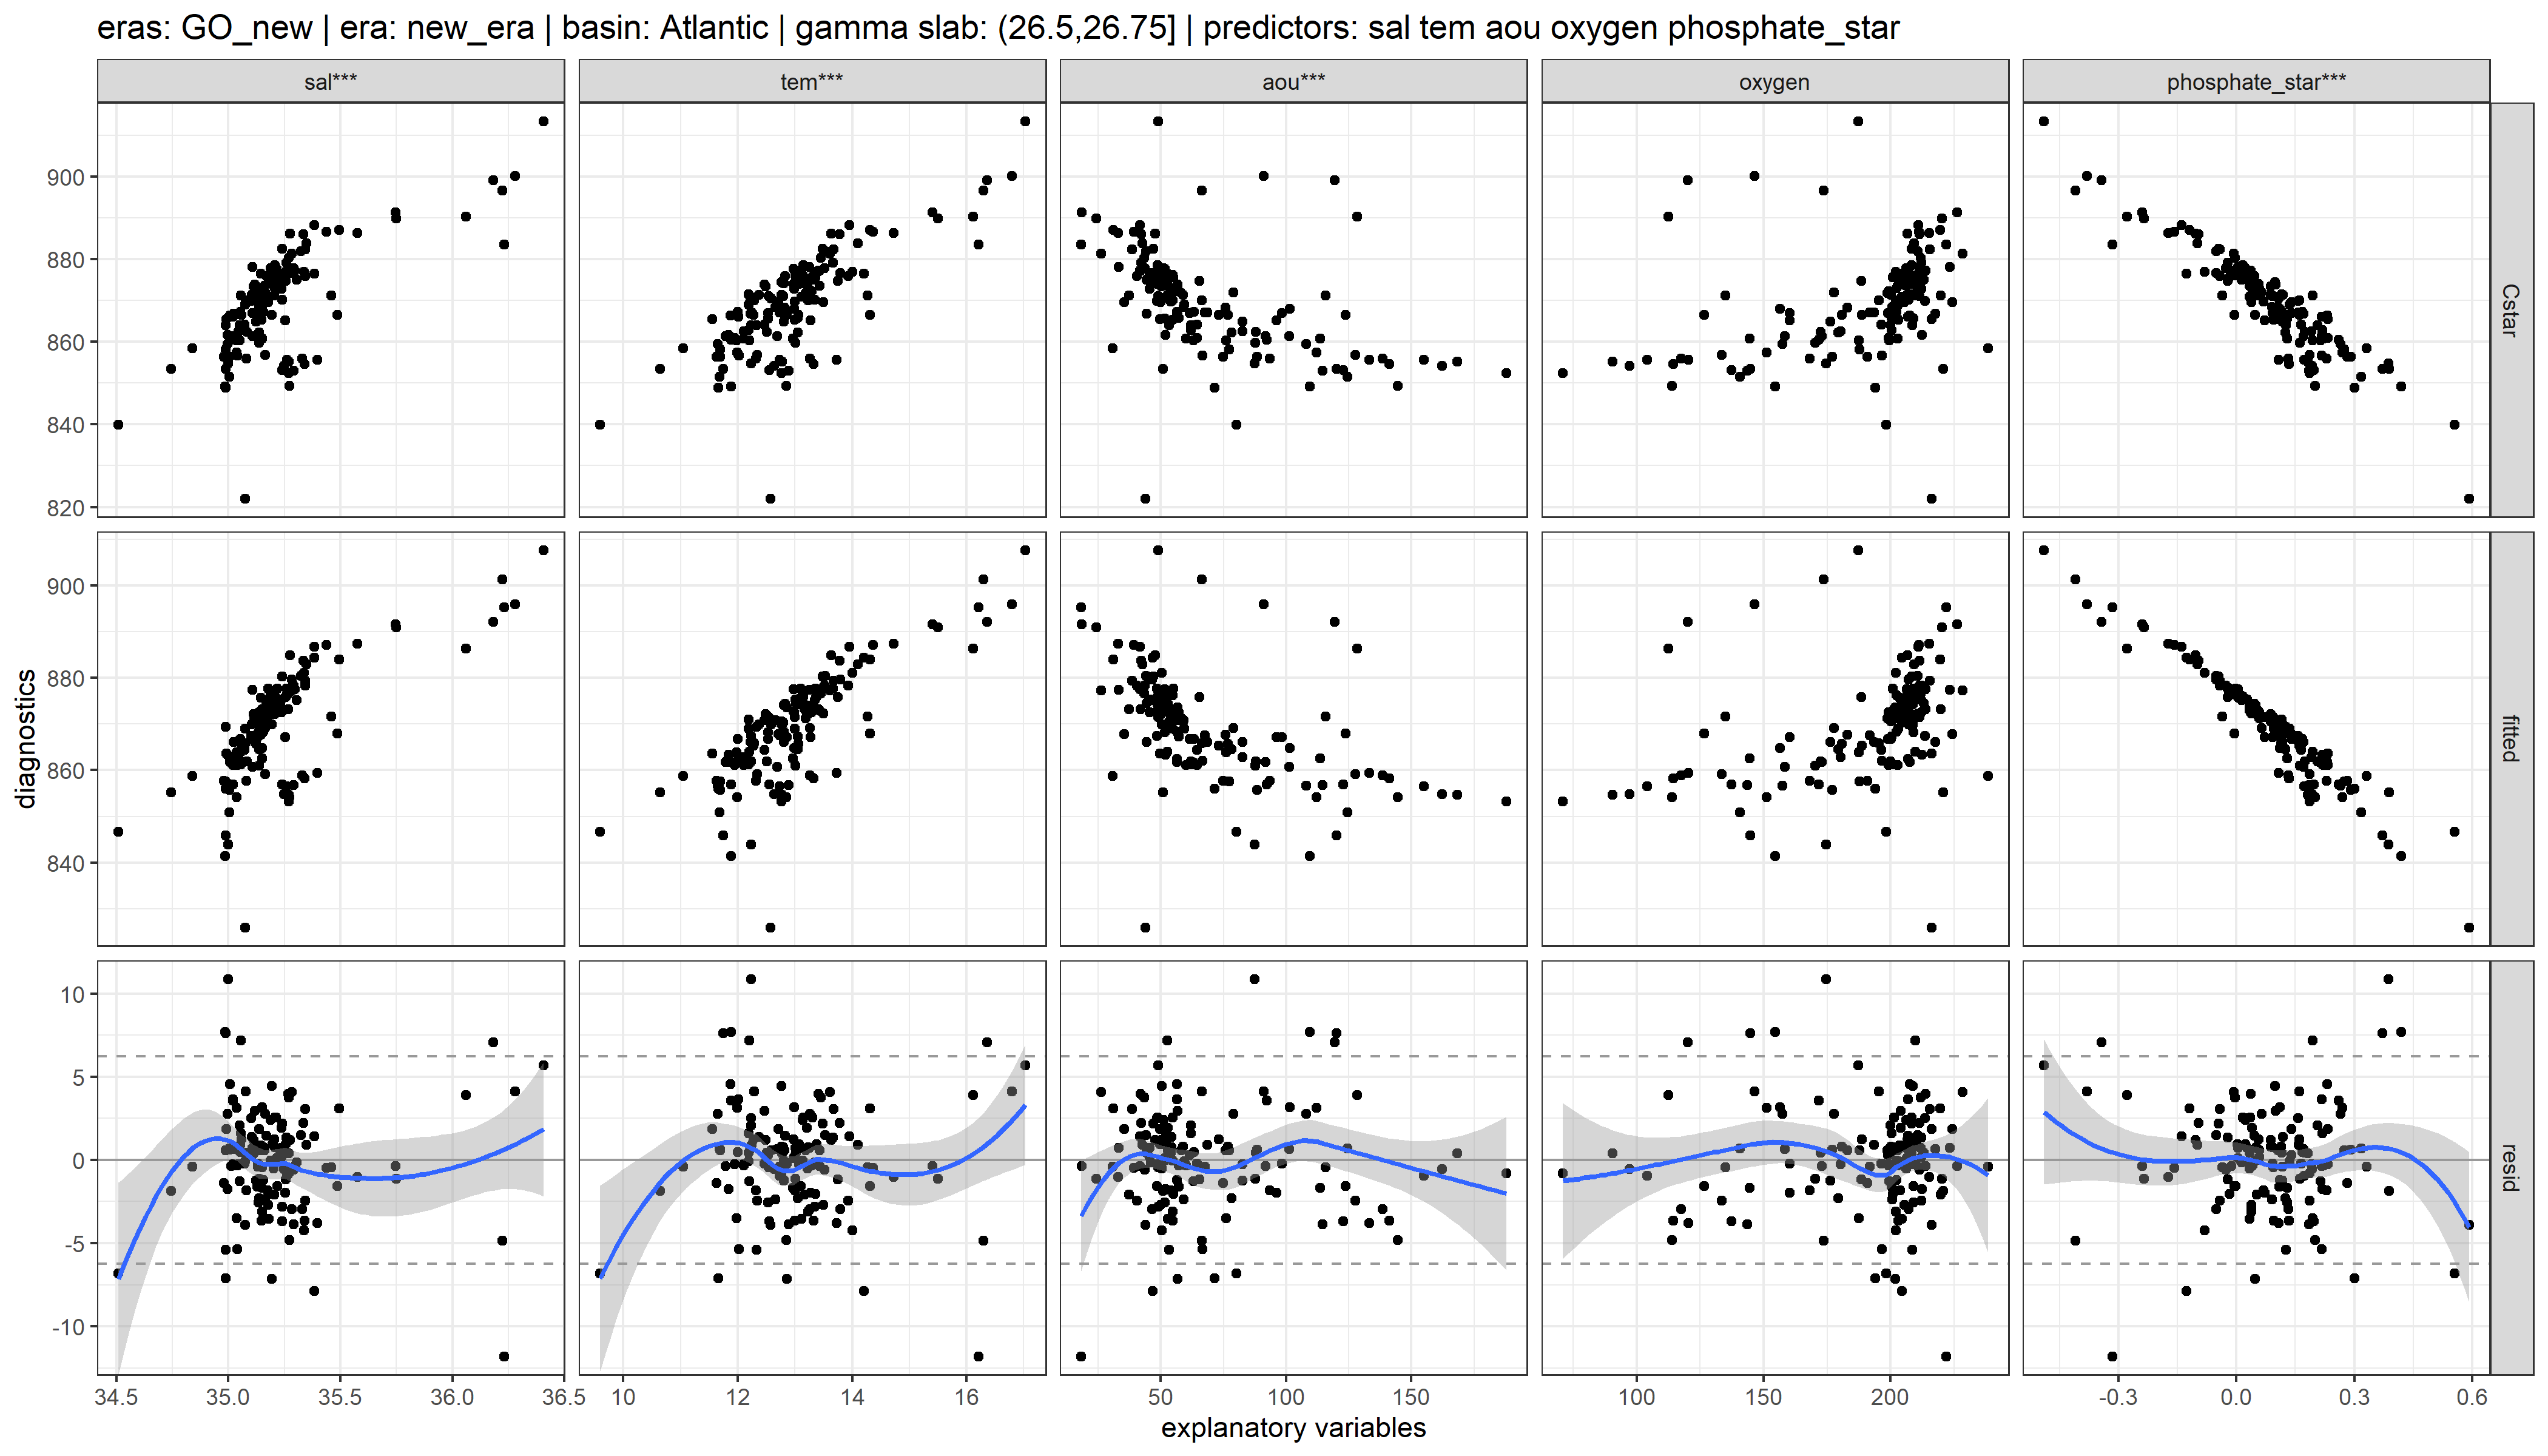 eras: GO_new | era: new_era | basin: Atlantic | gamma slab: (26.5,26.75] | predictors: sal tem aou oxygen phosphate_star
sal*** tem*** aou*** oxygen phosphate_star***
900
880
860
840
820
Cstar
900
880
860
840
fitted
diagnostics
10
5
0
-5
-10
resid
34.5 35.0 35.5 36.0 36.5 10 12 14 16 50 100 150 100 150 200 -0.3 0.0 0.3 0.6
explanatory variables